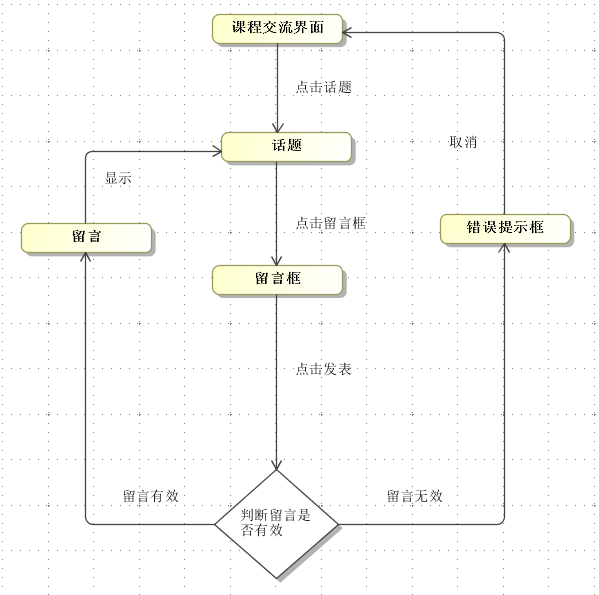 课程交流界面
点击话题
取消
话题
显示
点击留言框
错误提示框
留言
留言框
点击发表
留言有效
留言无效
判断留言是
否有效